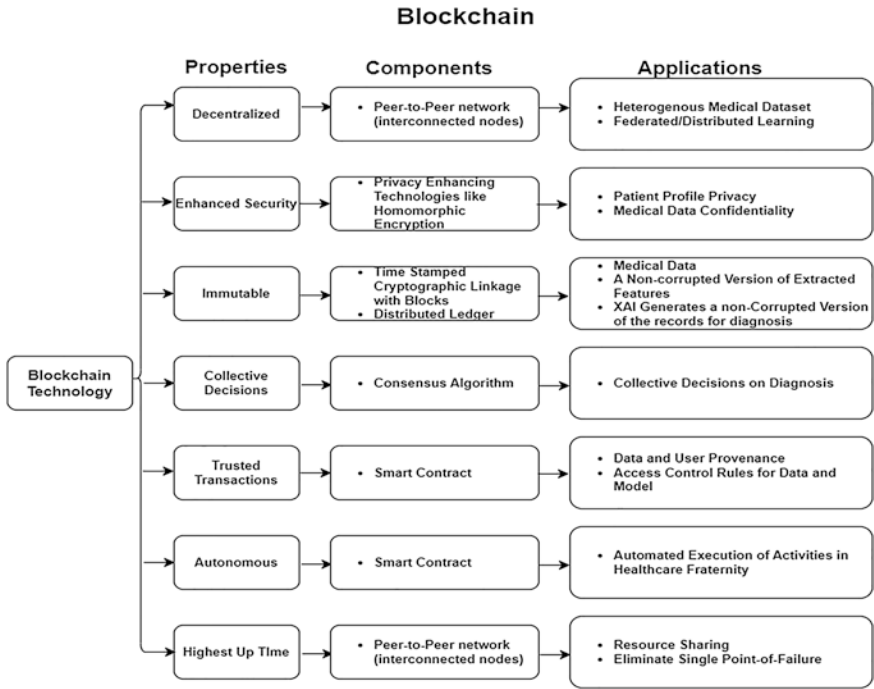 Blockchain
Properties
Components
Applications
Blockchain
Technology
Decentralized
• Peer-to-Peer network
(interconnected nodes)
• Heterogenous Medical Dataset
• Federated/Distributed Learning
Enhanced Security
• Privacy Enhancing
Technologies like
Homomorphic
Encryption
• Patient Profile Privacy
• Medical Data Confidentiality
Immutable
• Time Stamped
Cryptographic Linkage
with Blocks
• Distributed Ledger
• Medical Data
• A Non-corrupted Version of Extracted
Features
• XAI Generates a non-Corrupted Version
of the records for diagnosis
Collective
Decisions
• Consensus Algorithm
• Collective Decisions on Diagnosis
Trusted
Transactions
• Smart Contract
• Data and User Provenance
• Access Control Rules for Data and
Model
Autonomous
• Smart Contract
• Automated Execution of Activities in
Healthcare Fraternity
Highest Up TIme
• Peer-to-Peer network
(interconnected nodes)
• Resource Sharing
• Eliminate Single Point-of-Failure